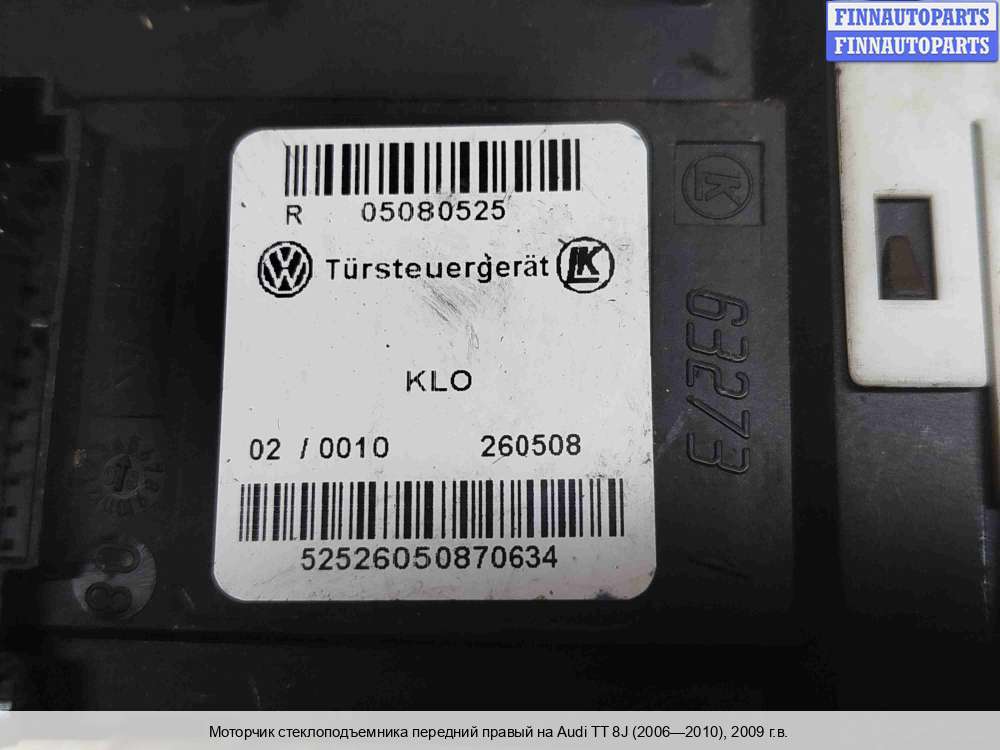 FINNAUTOPARTS
FINNAUTOPARTS
R 05080525
Türsteuergerät
KLO
02 / 0010 260508
52526050870634
63273
80
Моторчик стеклоподъемника передний правый на Audi TT 8J (2006—2010), 2009 г.в.